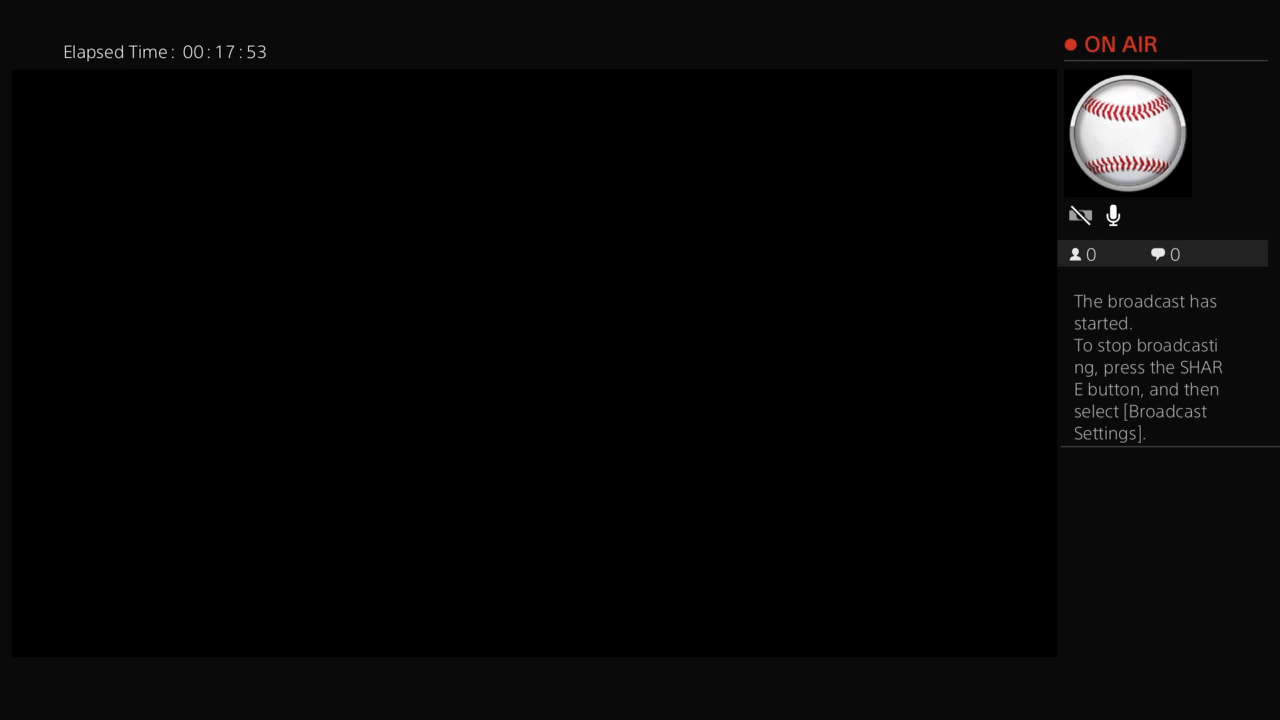 Elapsed Time: 00:17:53
ON AIR
0 0
The broadcast has
started.
To stop broadcasti
ng, press the SHAR
E button, and then
select [Broadcast
Settings].